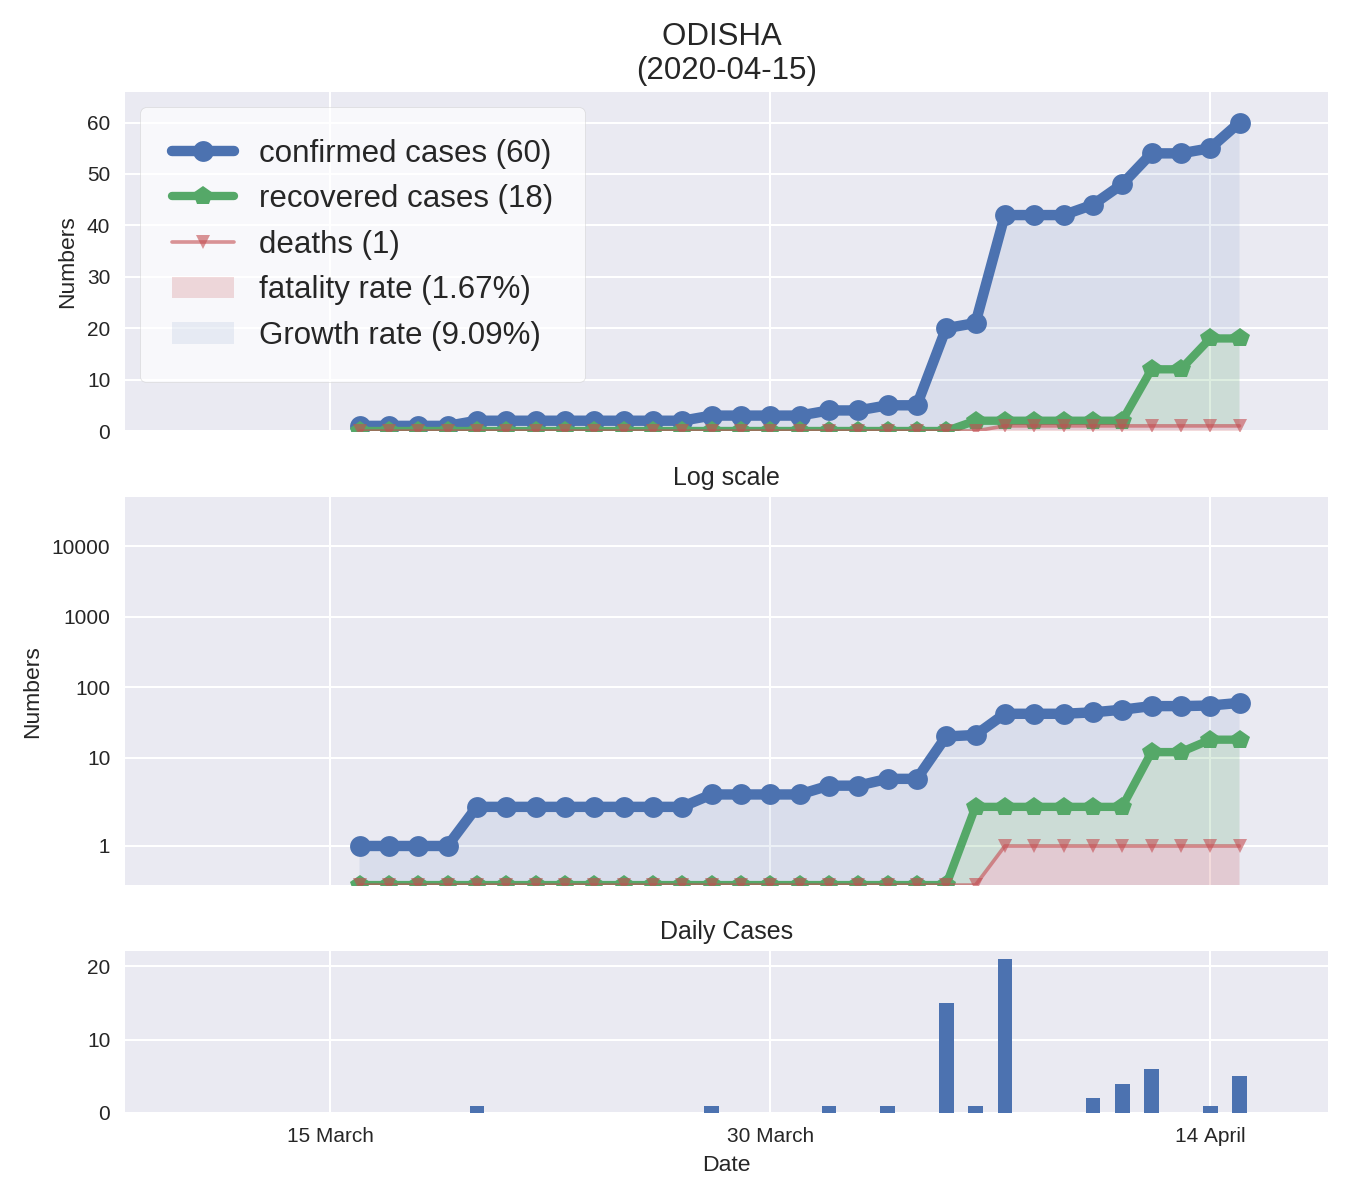 ODISHA
(2020-04-15)
60
50
40
30
20
10
0
Numbers
confirmed cases (60)
recovered cases (18)
deaths (1)
fatality rate (1.67%)
Growth rate (9.09%)
Log scale
10000
1000
100
10
1
Numbers
Daily Cases
20
10
0
15 March
30 March
14 April
Date